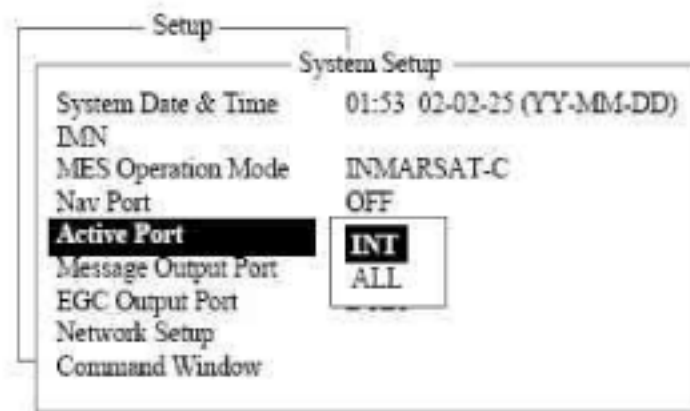 Setup
System Setup
System Date & Time 01:53 02-02-25 (YY-MM-DD)
IMN
MES Operation Mode INMARSAT-C
Nav Port OFF
Active Port INT
Message Output Port ALL
EGC Output Port
Network Setup
Command Window